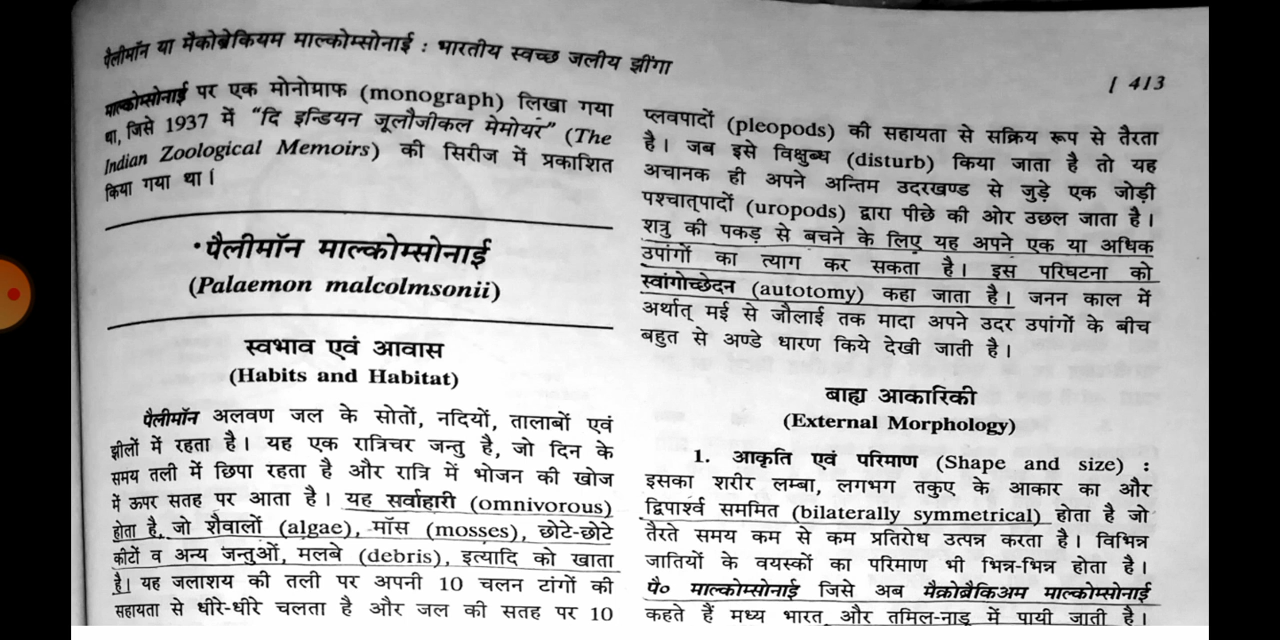 पैलीमॉन या मैकोब्रेकियम माल्कोम्सोनाई : भारतीय स्वच्छ जलीय झींगा
[ 413
माल्कोम्सोनाई पर एक मोनोग्राफ (monograph) लिखा गया
था, जिसे 1937 में “दि इन्डियन जूलौजीकल मेमोयर” (The
Indian Zoological Memoirs) की सिरीज में प्रकाशित
किया गया था।
•पैलीमॉन माल्कोम्सोनाई
(Palaemon malcolmsonii)
स्वभाव एवं आवास
(Habits and Habitat)
पैलीमॉन अलवण जल के सोतों, नदियों, तालाबों एवं
झीलों में रहता है। यह एक रात्रिचर जन्तु है, जो दिन के
समय तली में छिपा रहता है और रात्रि में भोजन की खोज
में ऊपर सतह पर आता है। यह सर्वाहारी (omnivorous)
होता है, जो शैवालों (algae), मॉस (mosses), छोटे-छोटे
कीटों व अन्य जन्तुओं, मलबे (debris), इत्यादि को खाता
है। यह जलाशय की तली पर अपनी 10 चलन टांगों की
सहायता से धीरे-धीरे चलता है और जल की सतह पर 10
प्लवपादों (pleopods) की सहायता से सक्रिय रूप से तैरता
है। जब इसे विक्षुब्ध (disturb) किया जाता है तो यह
अचानक ही अपने अन्तिम उदरखण्ड से जुड़े एक जोड़ी
पश्चात्पादों (uropods) द्वारा पीछे की ओर उछल जाता है।
शत्रु की पकड़ से बचने के लिए यह अपने एक या अधिक
उपांगों का त्याग कर सकता है। इस परिघटना को
स्वांगोच्छेदन (autotomy) कहा जाता है। जनन काल में
अर्थात् मई से जौलाई तक मादा अपने उदर उपांगों के बीच
बहुत से अण्डे धारण किये देखी जाती है।
बाह्य आकारिकी
(External Morphology)
1. आकृति एवं परिमाण (Shape and size) :
इसका शरीर लम्बा, लगभग तकुए के आकार का और
द्विपार्श्व सममित (bilaterally symmetrical) होता है जो
तैरते समय कम से कम प्रतिरोध उत्पन्न करता है। विभिन्न
जातियों के वयस्कों का परिमाण भी भिन्न-भिन्न होता है।
पै० माल्कोम्सोनाई जिसे अब मैक्रोब्रैकिअम माल्कोम्सोनाई
कहते हैं मध्य भारत और तमिल-नाडू में पायी जाती है।